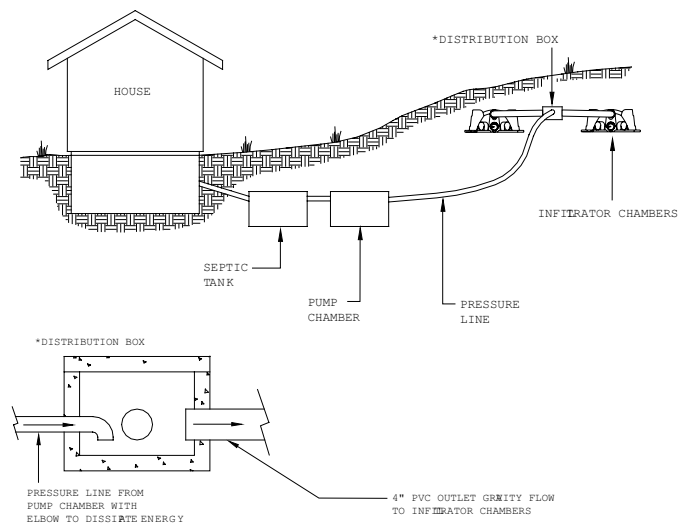 *DISTRIBUTION BOX
HOUSE
INFILTRATOR CHAMBERS
SEPTIC
TANK
PUMP
CHAMBER
PRESSURE
LINE
*DISTRIBUTION BOX
PRESSURE LINE FROM
PUMP CHAMBER WITH
ELBOW TO DISSIPATE ENERGY
4" PVC OUTLET GRAVITY FLOW
TO INFILTRATOR CHAMBERS